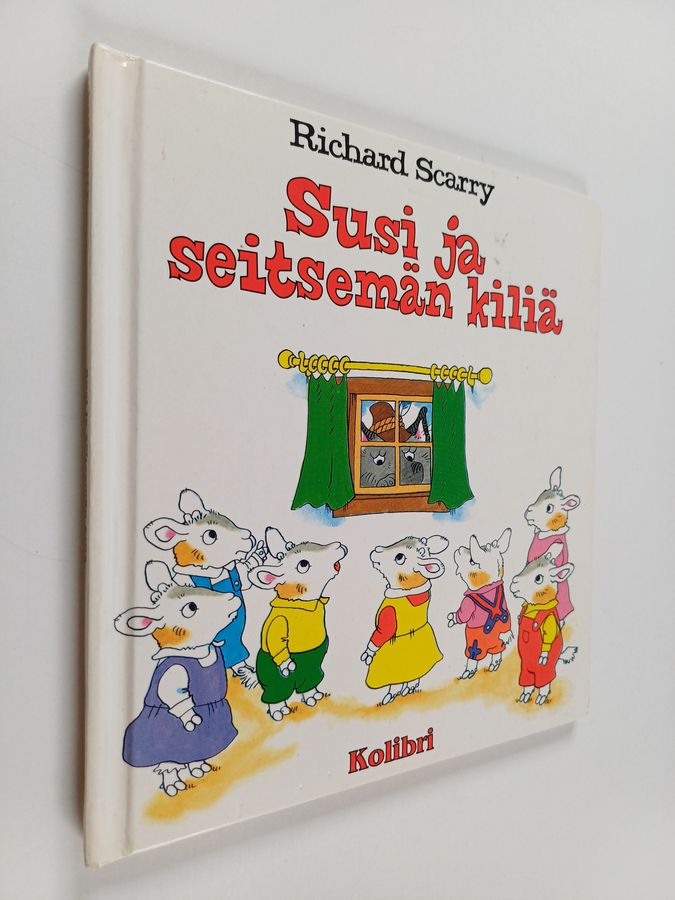 Richard Scarry
Susi ja
seitsemän kiliä
Kolibri